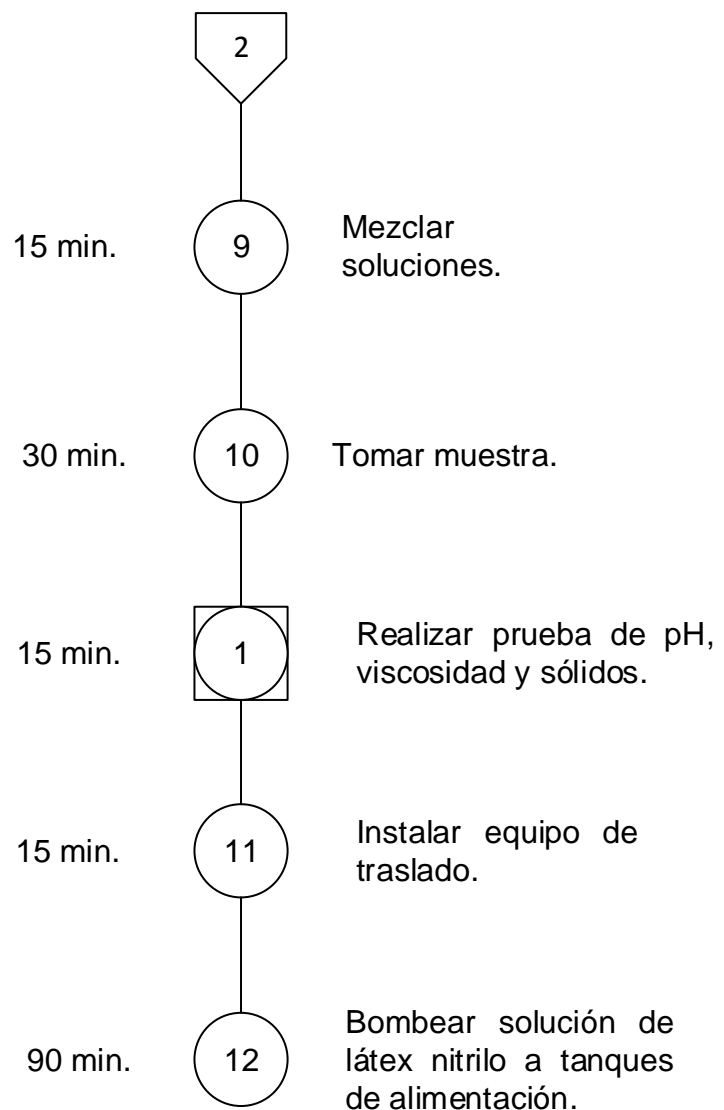 2
15 min.
9
Mezclar
soluciones.
30 min.
10
Tomar muestra.
15 min.
1
Realizar prueba de pH,
viscosidad y sólidos.
15 min.
11
Instalar equipo de
traslado.
90 min.
12
Bombear solución de
látex nitrilo a tanques
de alimentación.